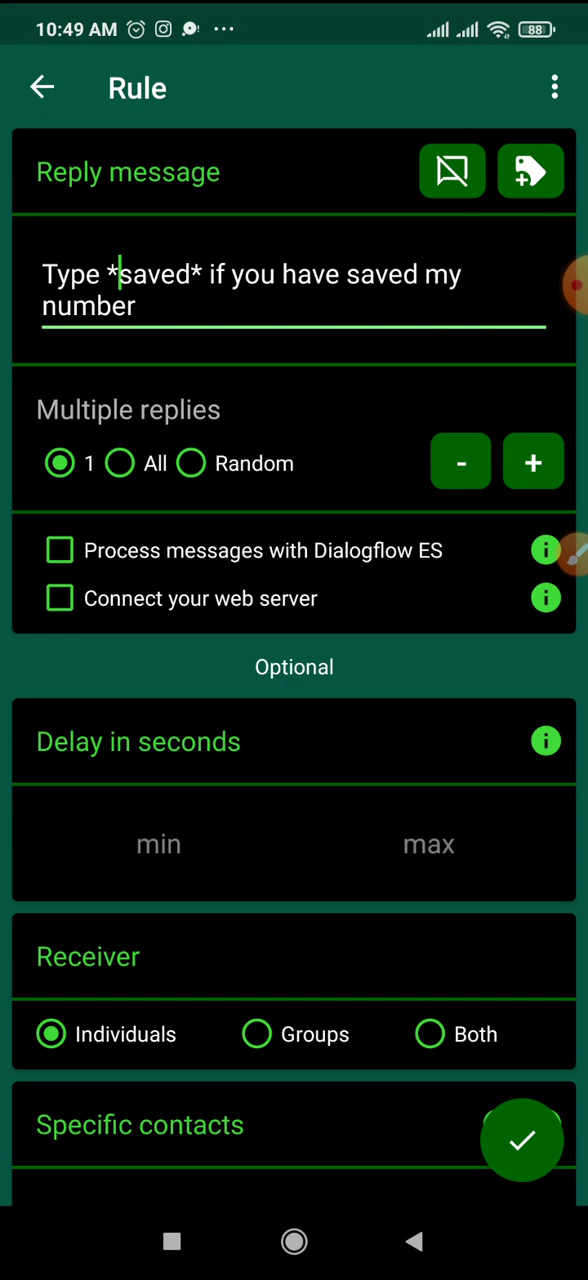 10:49 AM
88
Rule
Reply message
Type *saved* if you have saved my
number
Multiple replies
1 All Random - +
Process messages with Dialogflow ES
Connect your web server
Optional
Delay in seconds
min max
Receiver
Individuals Groups Both
Specific contacts